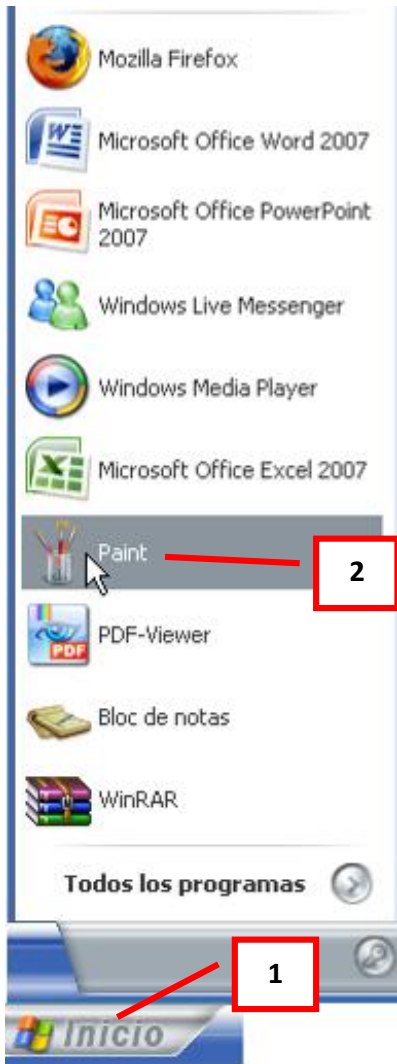 Mozilla Firefox
Microsoft Office Word 2007
Microsoft Office PowerPoint
2007
Windows Live Messenger
Windows Media Player
Microsoft Office Excel 2007
Paint
2
PDF-Viewer
PDF
Bloc de notas
WinRAR
Todos los programas
1
Inicio